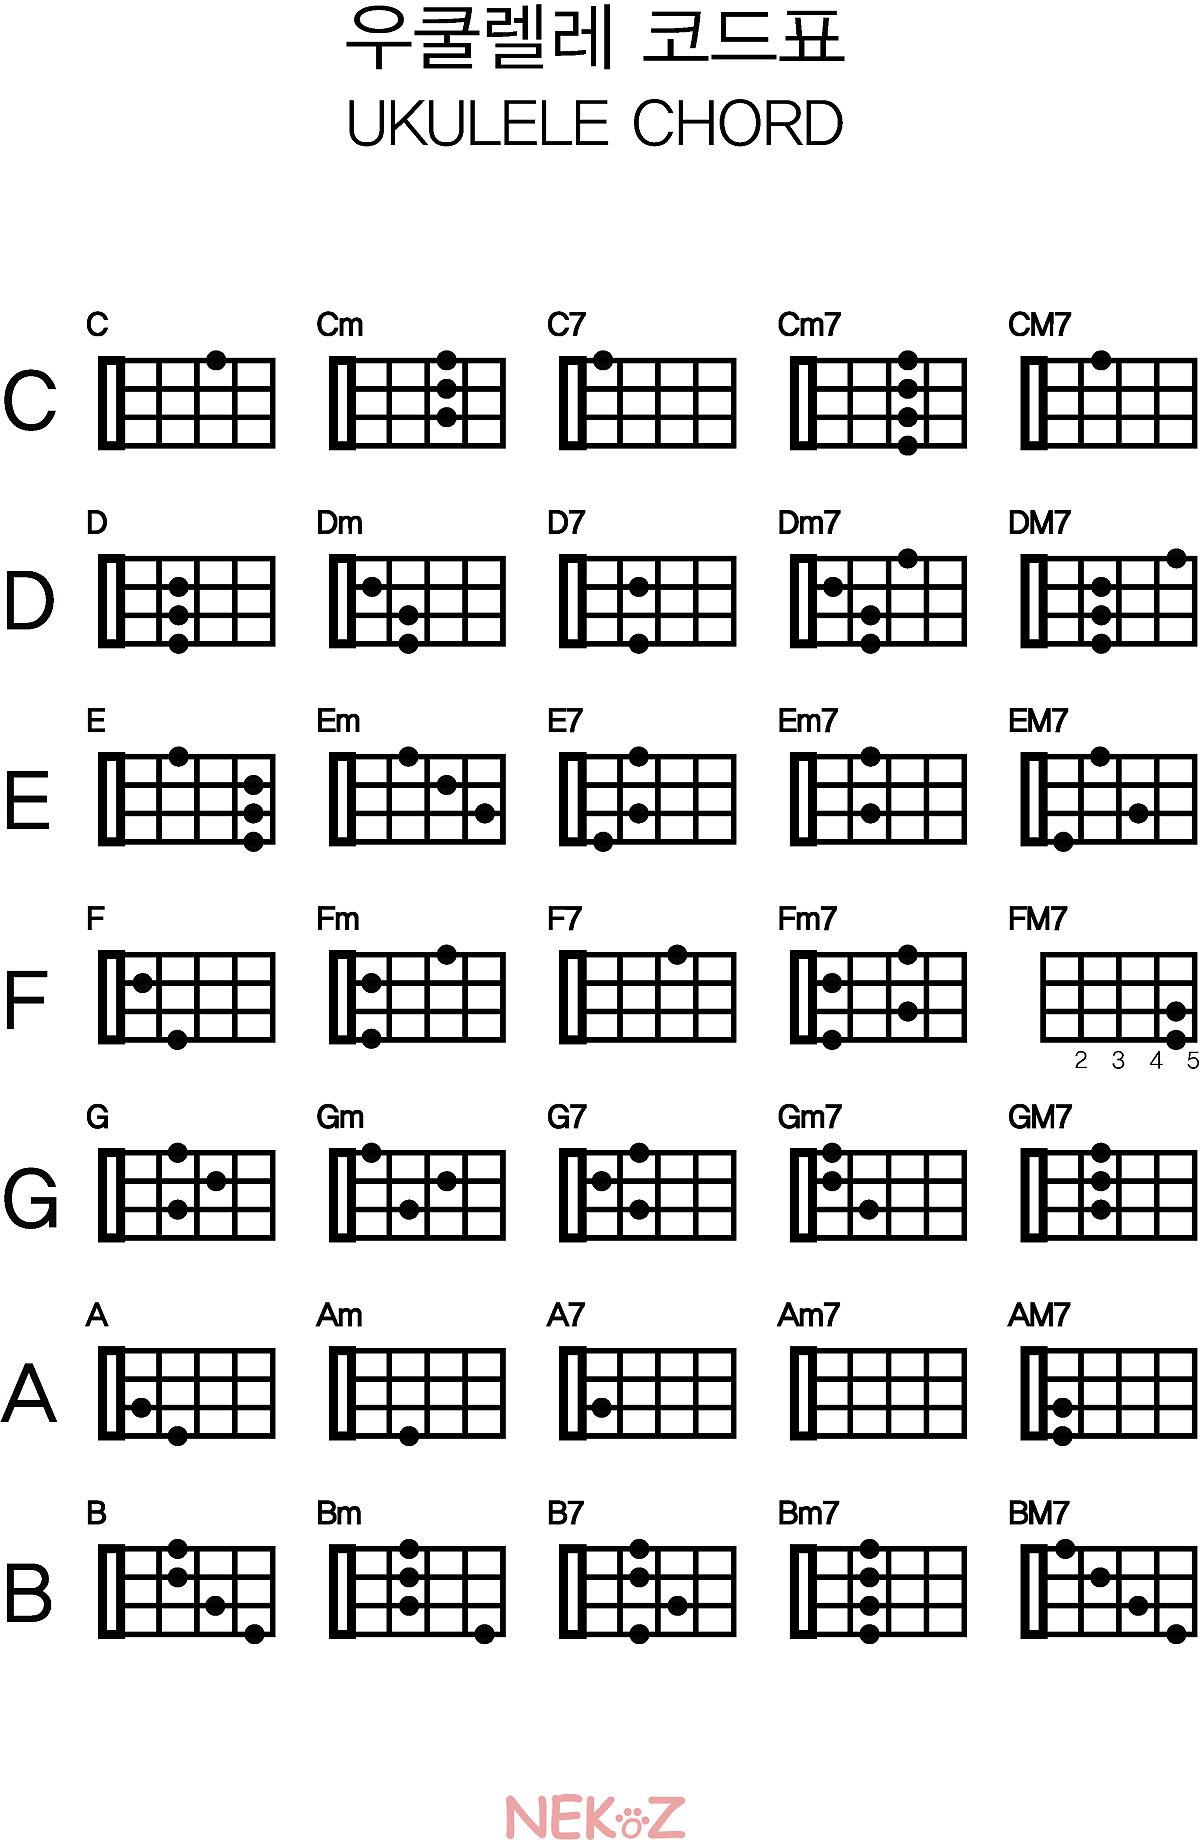 우쿨렐레 코드표
UKULELE CHORD
C Cm C7 Cm7 CM7
C
D Dm D7 Dm7 DM7
D
E Em E7 Em7 EM7
E
F Fm F7 Fm7 FM7
F
2 3 4 5
G Gm G7 Gm7 GM7
G
A Am A7 Am7 AM7
A
B Bm B7 Bm7 BM7
B
NEKOZ